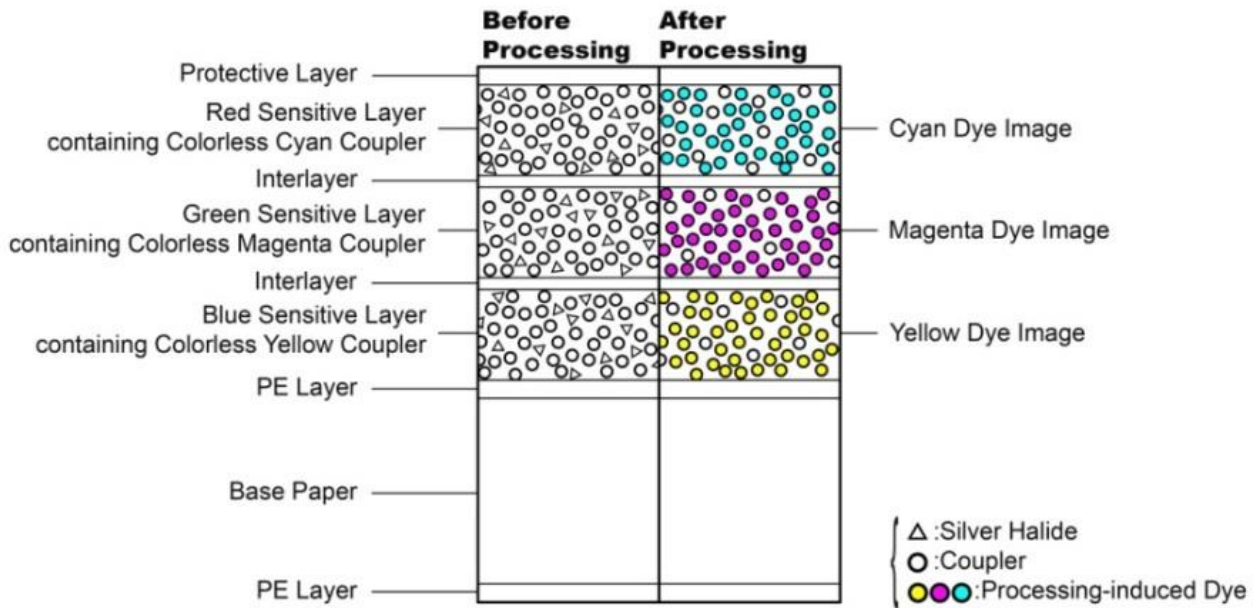 Before Processing
After Processing
Protective Layer
Red Sensitive Layer
containing Colorless Cyan Coupler
Interlayer
Green Sensitive Layer
containing Colorless Magenta Coupler
Interlayer
Blue Sensitive Layer
containing Colorless Yellow Coupler
PE Layer
Base Paper
PE Layer
Cyan Dye Image
Magenta Dye Image
Yellow Dye Image
:Silver Halide
:Coupler
:Processing-induced Dye